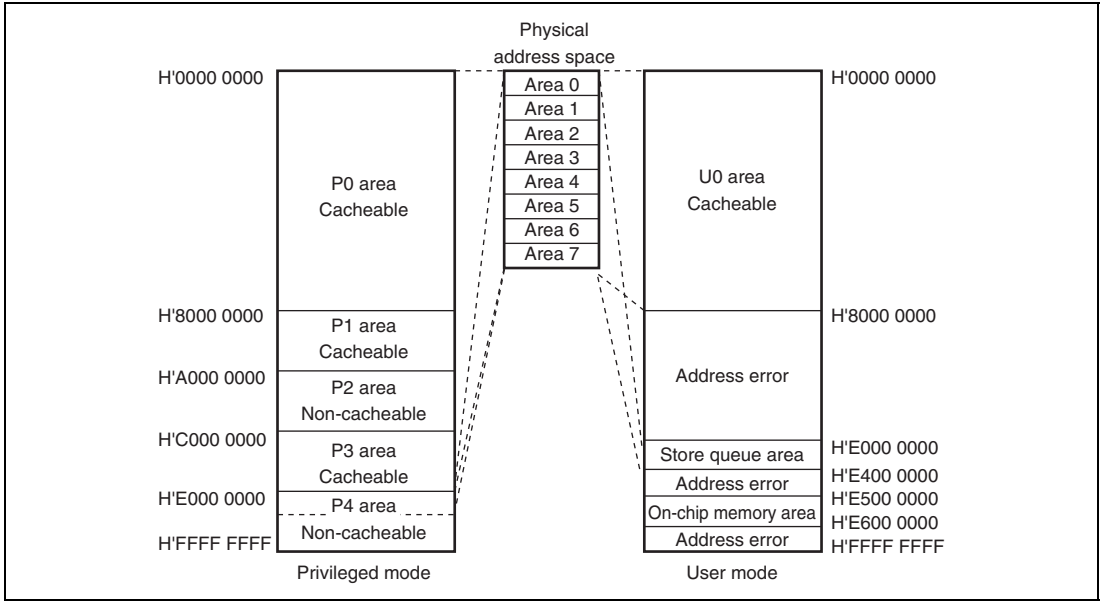 Physical
address space
H'0000 0000
P0 area
Cacheable
H'8000 0000
P1 area
Cacheable
H'A000 0000
P2 area
Non-cacheable
H'C000 0000
P3 area
Cacheable
H'E000 0000
P4 area
Non-cacheable
H'FFFF FFFF
Privileged mode
Area 0
Area 1
Area 2
Area 3
Area 4
Area 5
Area 6
Area 7
H'0000 0000
U0 area
Cacheable
H'8000 0000
Address error
H'E000 0000
Store queue area
H'E400 0000
Address error
H'E500 0000
On-chip memory area
H'E600 0000
Address error
H'FFFF FFFF
User mode